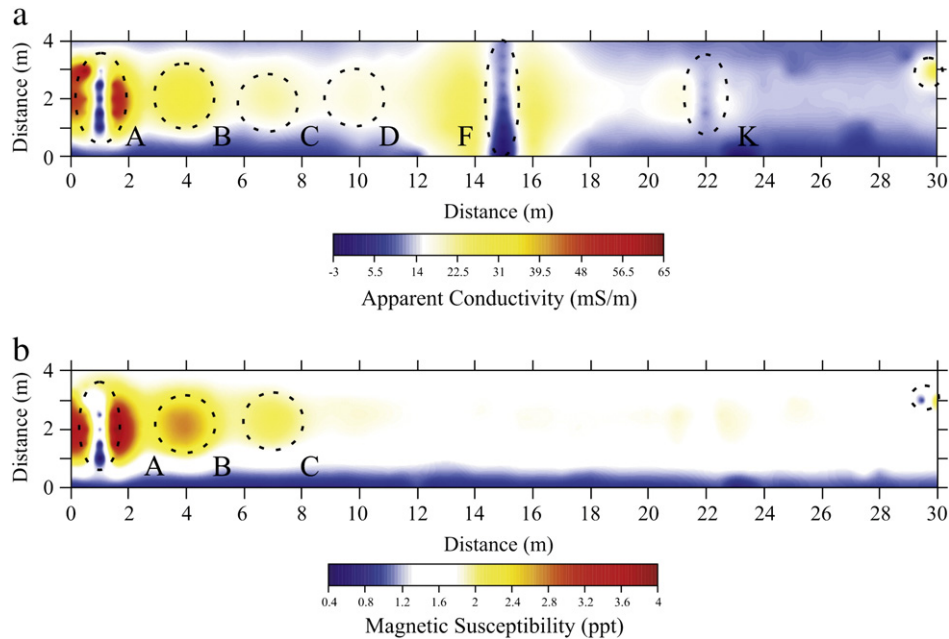 a
4
Distance (m)
2
0
A B C D F K
0 2 4 6 8 10 12 14 16 18 20 22 24 26 28 30
Distance (m)
-3 5.5 14 22.5 31 39.5 48 56.5 65
Apparent Conductivity (mS/m)
b
4
Distance (m)
2
0
A B C
0 2 4 6 8 10 12 14 16 18 20 22 24 26 28 30
Distance (m)
0.4 0.8 1.2 1.6 2 2.4 2.8 3.2 3.6 4
Magnetic Susceptibility (ppt)